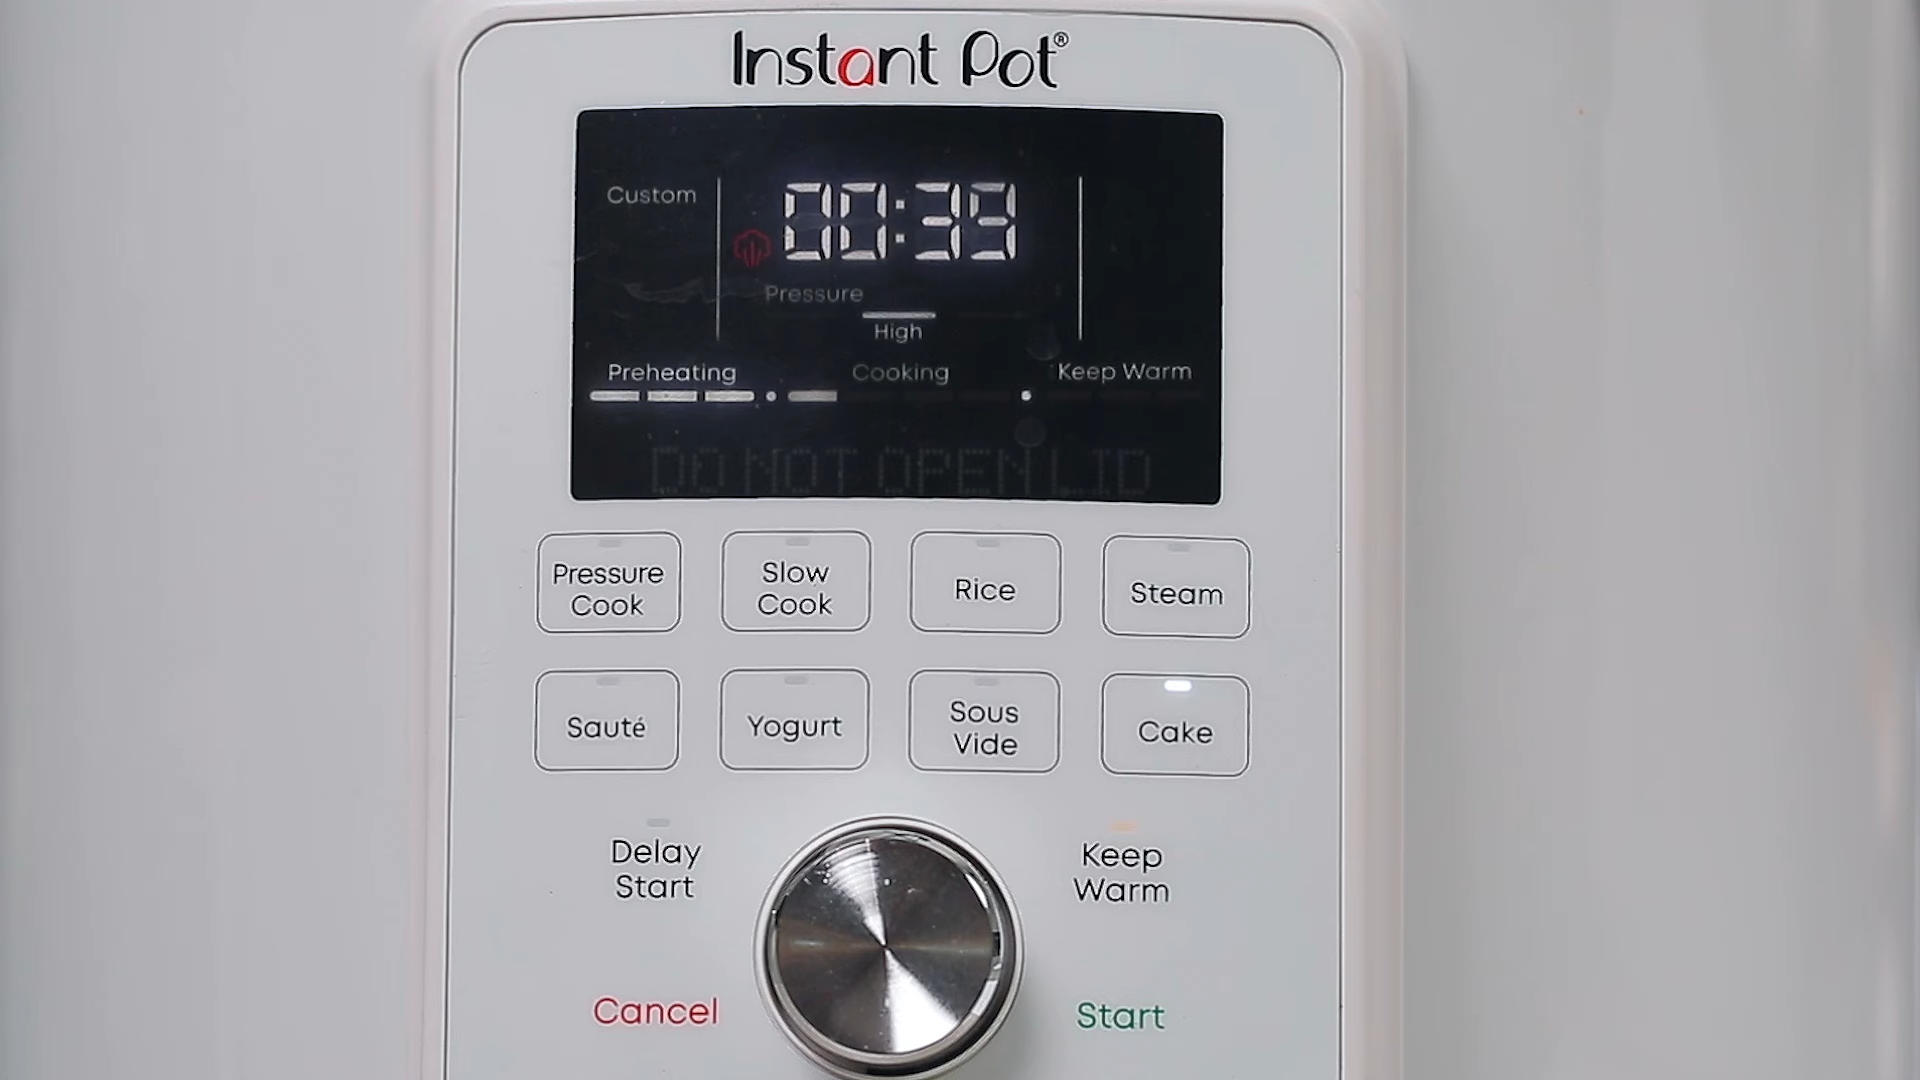 Instant Pot®
Custom
00:39
Pressure
High
Preheating
Cooking
Keep Warm
DO NOT OPEN LID
Pressure
Cook
Slow
Cook
Rice
Steam
Sauté
Yogurt
Sous
Vide
Cake
Delay
Start
Keep
Warm
Cancel
Start